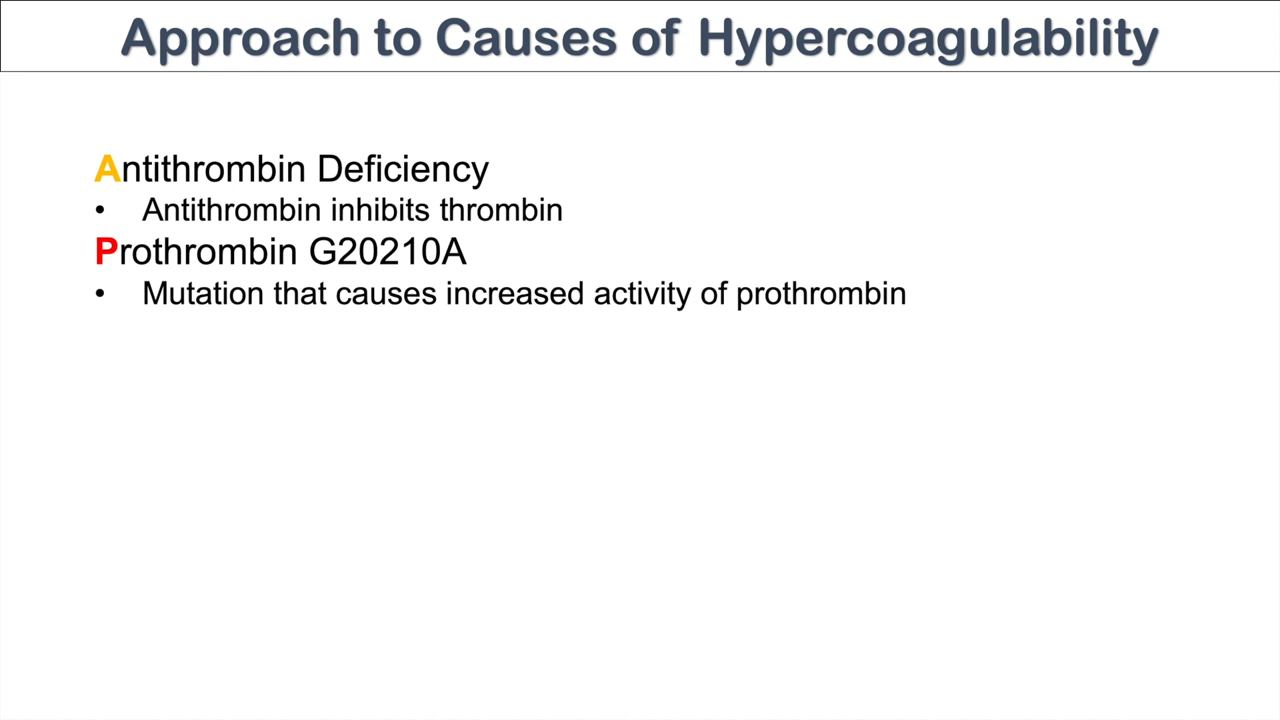 Approach to Causes of Hypercoagulability
Antithrombin Deficiency
• Antithrombin inhibits thrombin
Prothrombin G20210A
• Mutation that causes increased activity of prothrombin